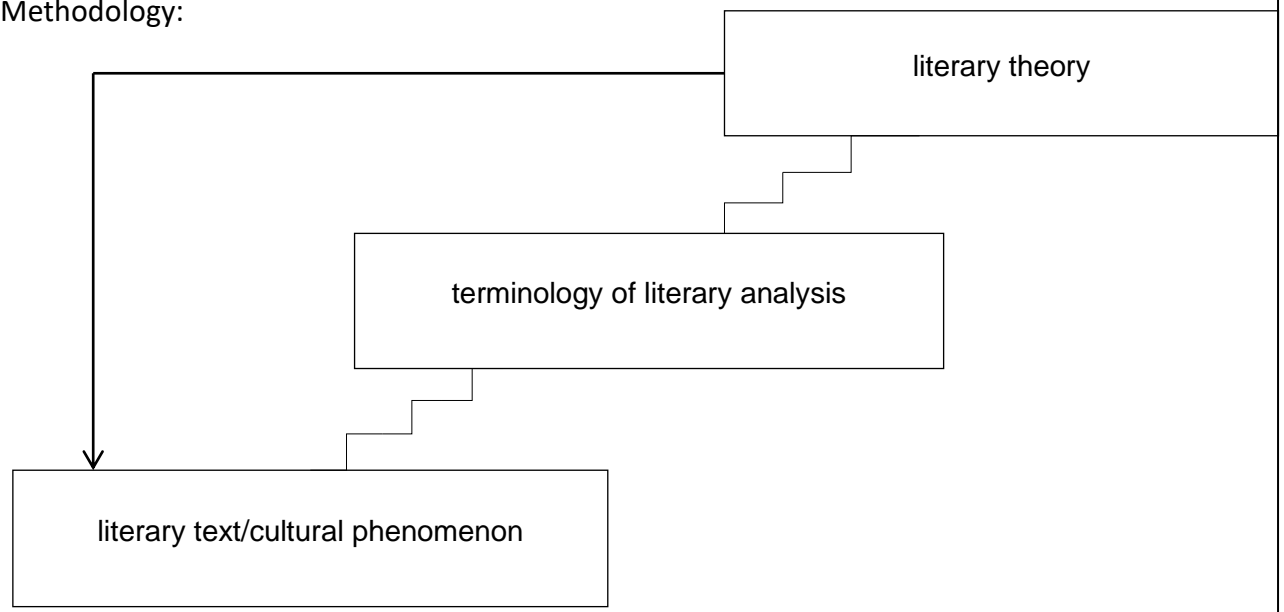 Methodology:
literary theory
terminology of literary analysis
literary text/cultural phenomenon